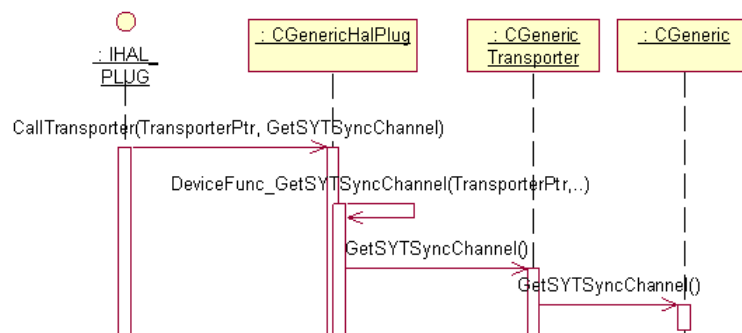 : IHAL_
PLUG
: CGenericHalPlug
: CGeneric
Transporter
: CGeneric
CallTransporter(TransporterPtr, GetSYTSyncChannel)
DeviceFunc_GetSYTSyncChannel(TransporterPtr,..)
GetSYTSyncChannel()
GetSYTSyncChannel()